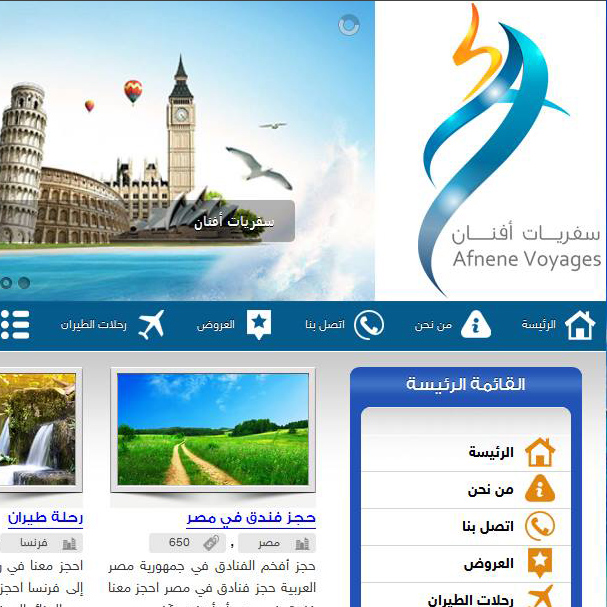 سفريات أفنان
سفريات أفنان
Afnene Voyages
الرئيسة
من نحن
اتصل بنا
العروض
رحلات الطيران
القائمة الرئيسة
الرئيسة
من نحن
اتصل بنا
العروض
رحلات الطيران
حجز فندق في مصر
مصر , 650
حجز أفخم الفنادق في جمهورية مصر
العربية حجز فنادق في مصر احجز معنا
رحلة طيران
فرنسا
احجز معنا في
إلى فرنسا احجز